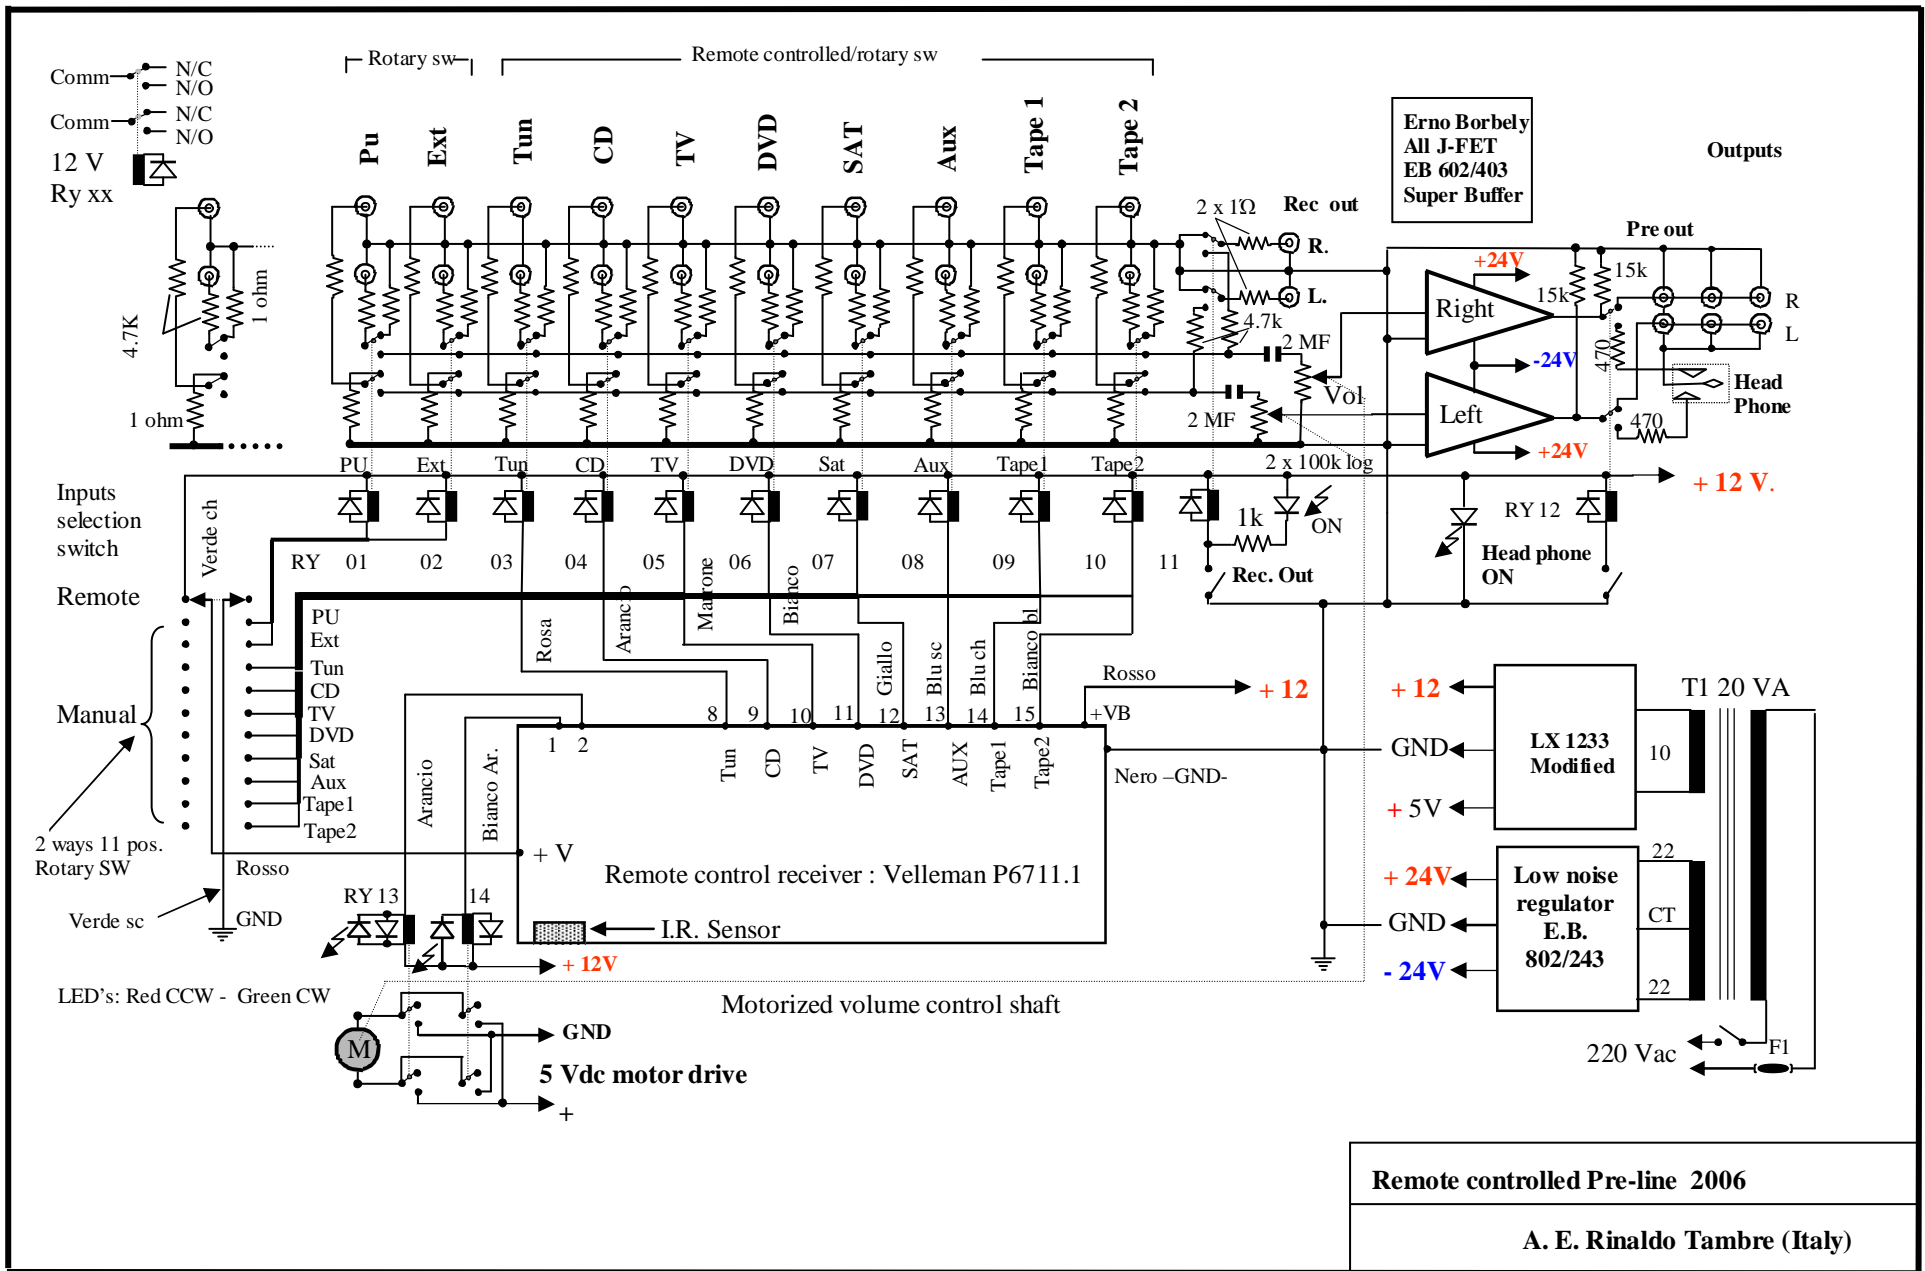 Rotary sw
Remote controlled/rotary sw
Comm
N/C
N/O
Comm
N/C
N/O
12 V
Ry xx
Pu
Ext
Tun
CD
TV
DVD
SAT
Aux
Tape 1
Tape 2
Erno Borbely
All J-FET
EB 602/403
Super Buffer
Outputs
2 x 1Ω
Rec out
R.
L.
Pre out
4.7K
1 ohm
1 ohm
4.7k
2 MF
2 MF
Vol
2 x 100k log
+24V
Right
-24V
Left
+24V
15k
15k
470
470
R
L
Head
Phone
PU
Ext
Tun
CD
TV
DVD
Sat
Aux
Tape1
Tape2
+ 12 V.
Inputs
selection
switch
Verde ch
RY
01
02
03
04
05
06
07
08
09
10
11
1k
ON
Rec. Out
RY 12
Head phone
ON
Remote
Manual
PU
Ext
Tun
CD
TV
DVD
Sat
Aux
Tape1
Tape2
2 ways 11 pos.
Rotary SW
Rosso
Verde sc
GND
Rosa
Arancio
Marrone
Bianco
Giallo
Blu sc
Blu ch
Bianco bl
Rosso
+ 12
Arancio
Bianco Ar.
1
2
8
9
10
11
12
13
14
15
+VB
Tun
CD
TV
DVD
SAT
AUX
Tape1
Tape2
Nero –GND-
+ V
Remote control receiver : Velleman P6711.1
I.R. Sensor
RY 13
14
+ 12V
LED's: Red CCW - Green CW
Motorized volume control shaft
M
GND
5 Vdc motor drive
+
+ 12
GND
+ 5V
LX 1233
Modified
10
T1 20 VA
+ 24V
GND
- 24V
Low noise
regulator
E.B.
802/243
22
CT
22
220 Vac
F1
Remote controlled Pre-line 2006
A. E. Rinaldo Tambre (Italy)